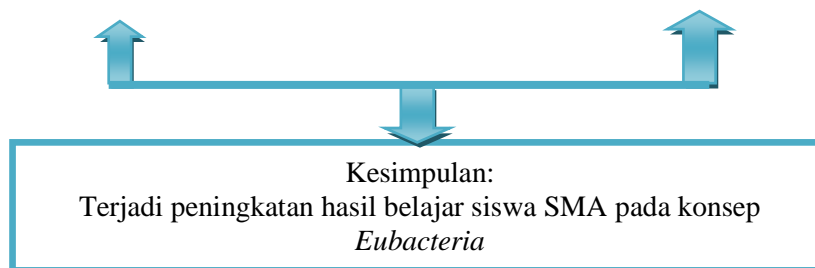 Kesimpulan:
Terjadi peningkatan hasil belajar siswa SMA pada konsep
Eubacteria